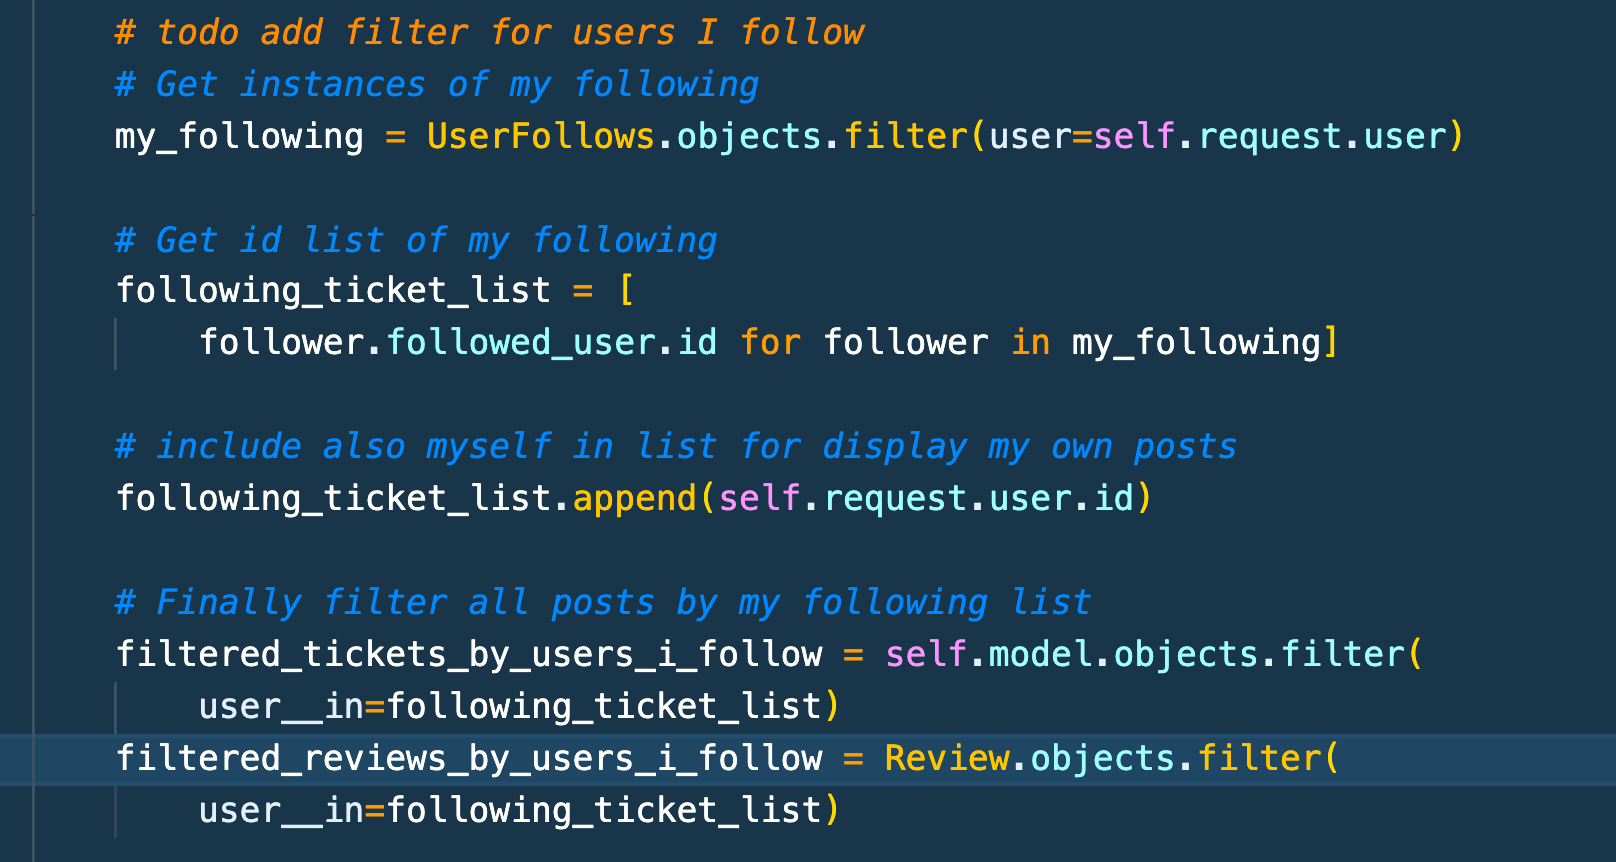 # todo add filter for users I follow
# Get instances of my following
my_following = UserFollows.objects.filter(user=self.request.user)
# Get id list of my following
following_ticket_list = [
follower.followed_user.id for follower in my_following]
# include also myself in list for display my own posts
following_ticket_list.append(self.request.user.id)
# Finally filter all posts by my following list
filtered_tickets_by_users_i_follow = self.model.objects.filter(
user__in=following_ticket_list)
filtered_reviews_by_users_i_follow = Review.objects.filter(
user__in=following_ticket_list)